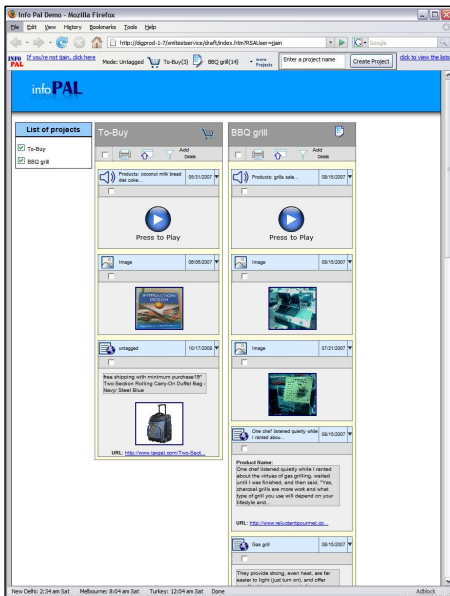 Info Pal Demo - Mozilla Firefox
File Edit View History Bookmarks Tools Help
http://digprod-1-7/xmltestservice/draft/index.htm?RSAUser=jjain
Google
INFO PAL If you're not jjain, click here Mode: Untagged To-Buy(3) BBQ grill(14) more Projects Enter a project name Create Project click to view the lists
infoPAL
List of projects
To-Buy
BBQ grill
To-Buy
Add
Delete
Products: coconut milk bread diet coke...
05/31/2007
Press to Play
Image
06/08/2007
INTERACTION DESIGN
untagged
10/17/2008
free shipping with minimum purchase19"
Two-Section Rolling Carry-On Duffel Bag -
Navy/ Steel Blue
URL: http://www.target.com/Two-Sect...
BBQ grill
Add
Delete
Products: grills sale...
08/15/2007
Press to Play
Image
08/16/2007
Image
07/21/2007
One chef listened quietly while
I ranted abou...
08/15/2007
Product Name:
One chef listened quietly while I ranted
about the virtues of gas grilling, waited
until I was finished, and then said, "Yes,
charcoal grills are more work and what
type of grill you use will depend on your
lifestyle and...
URL: http://www.reluctantgourmet.co...
Gas grill
08/15/2007
They provide strong, even heat, are far
easier to light (just turn on), and offer
New Delhi: 2:34 am Sat Melbourne: 8:04 am Sat Turkey: 12:04 am Sat Done Adblock